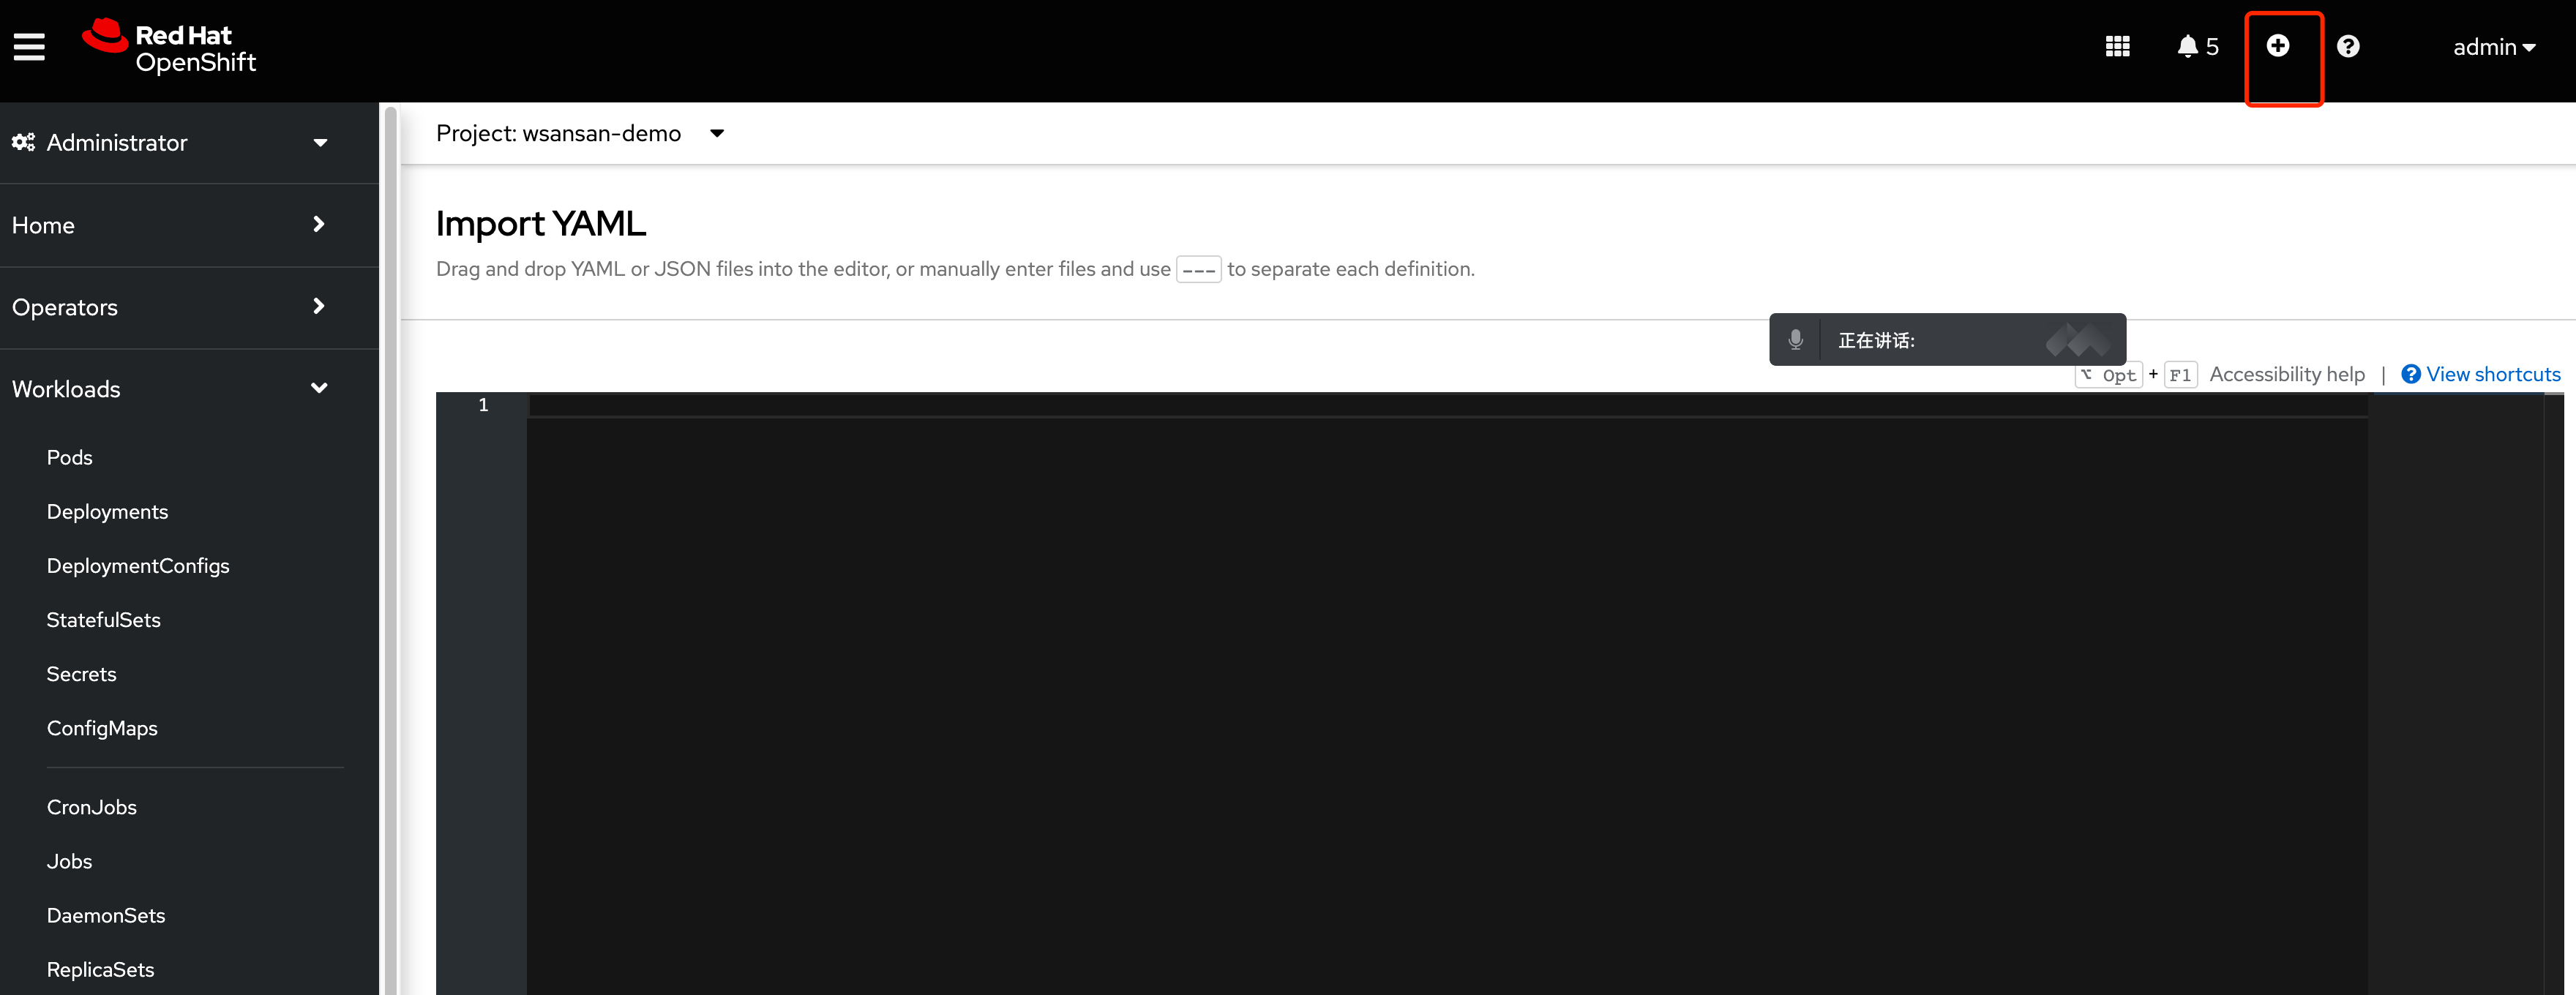 Red Hat
OpenShift
5
admin
Administrator
Project: wsansan-demo
Home
Import YAML
Drag and drop YAML or JSON files into the editor, or manually enter files and use --- to separate each definition.
Operators
正在讲话:
Workloads
⌥ Opt + F1 Accessibility help | View shortcuts
1
Pods
Deployments
DeploymentConfigs
StatefulSets
Secrets
ConfigMaps
CronJobs
Jobs
DaemonSets
ReplicaSets